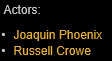 Actors:
• Joaquin Phoenix
• Russell Crowe